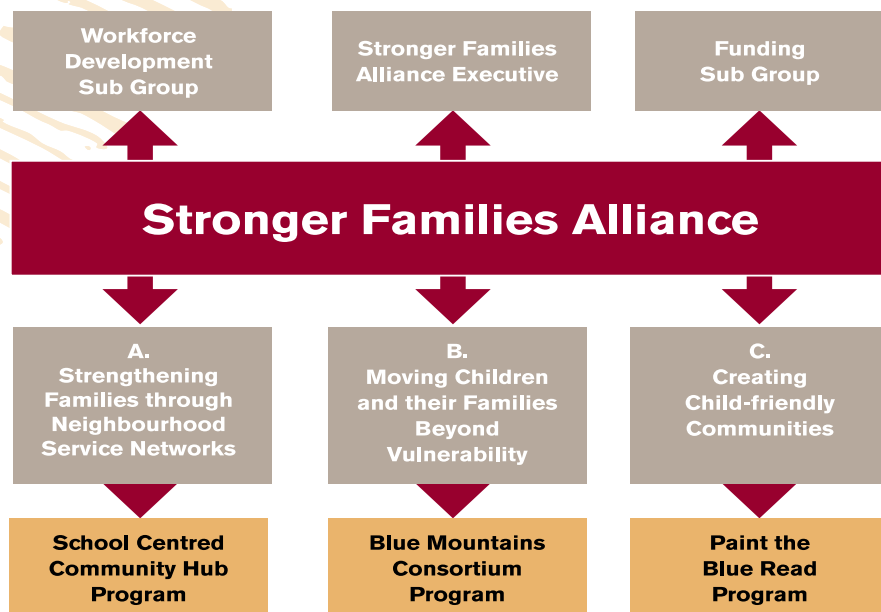 Workforce
Development
Sub Group
Stronger Families
Alliance Executive
Funding
Sub Group
Stronger Families Alliance
A.
Strengthening
Families through
Neighbourhood
Service Networks
B.
Moving Children
and their Families
Beyond
Vulnerability
C.
Creating
Child-friendly
Communities
School Centred
Community Hub
Program
Blue Mountains
Consortium
Program
Paint the
Blue Read
Program